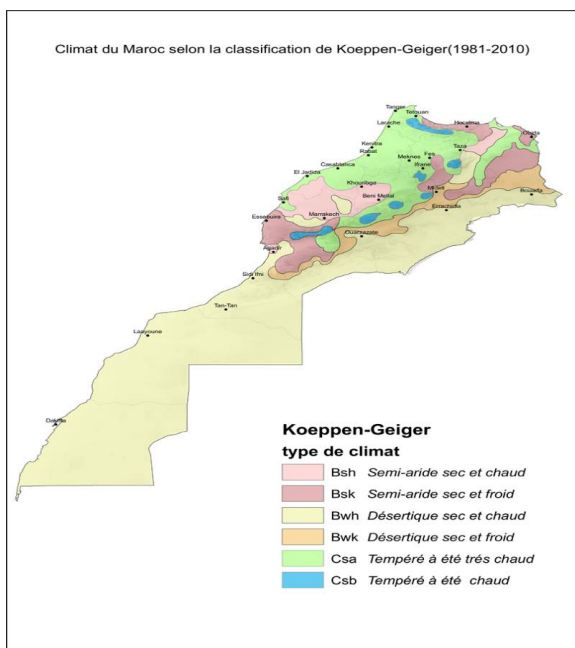 Climat du Maroc selon la classification de Koeppen-Geiger(1981-2010)
Tanger
Tetouan
Larache
Hoceima
Oujda
Kenitra
Rabat
Fes
Taza
Meknes
Ifrane
Casablanca
El Jadida
Khouribga
Midelt
Bouarfa
Safi
Beni Mellal
Errachidia
Essaouira
Marrakech
Ouarzazate
Agadir
Sidi Ifni
Tan-Tan
Laayoune
Koeppen-Geiger
type de climat
Bsh Semi-aride sec et chaud
Bsk Semi-aride sec et froid
Bwh Désertique sec et chaud
Bwk Désertique sec et froid
Csa Tempéré à été trés chaud
Csb Tempéré à été chaud